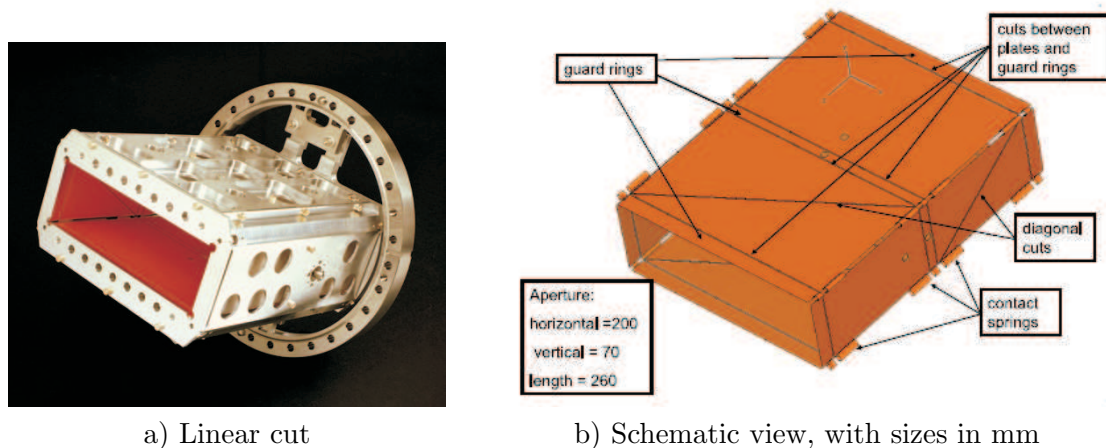 guard rings
cuts between
plates and
guard rings
diagonal
cuts
contact
springs
Aperture:
horizontal =200
vertical = 70
length = 260
a) Linear cut
b) Schematic view, with sizes in mm